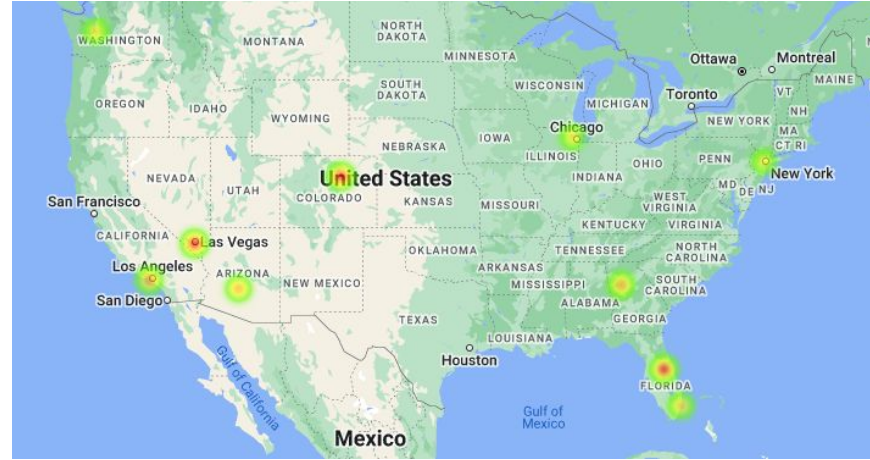 NORTH
DAKOTA
WASHINGTON
MONTANA
MINNESOTA
Ottawa
Montreal
MAINE
SOUTH
DAKOTA
WISCONSIN
OREGON
IDAHO
MICHIGAN
Toronto
VT
NH
WYOMING
NEW YORK
MA
CT RI
Chicago
IOWA
NEBRASKA
ILLINOIS
OHIO
PENN
NEVADA
UTAH
United States
COLORADO
INDIANA
New York
MD
DE
NJ
KANSAS
MISSOURI
WEST
VIRGINIA
San Francisco
KENTUCKY
VIRGINIA
CALIFORNIA
Las Vegas
OKLAHOMA
TENNESSEE
NORTH
CAROLINA
Los Angeles
ARIZONA
NEW MEXICO
ARKANSAS
MISSISSIPPI
SOUTH
CAROLINA
San Diego
ALABAMA
TEXAS
GEORGIA
LOUISIANA
Houston
Gulf of California
FLORIDA
Gulf of
Mexico
Mexico